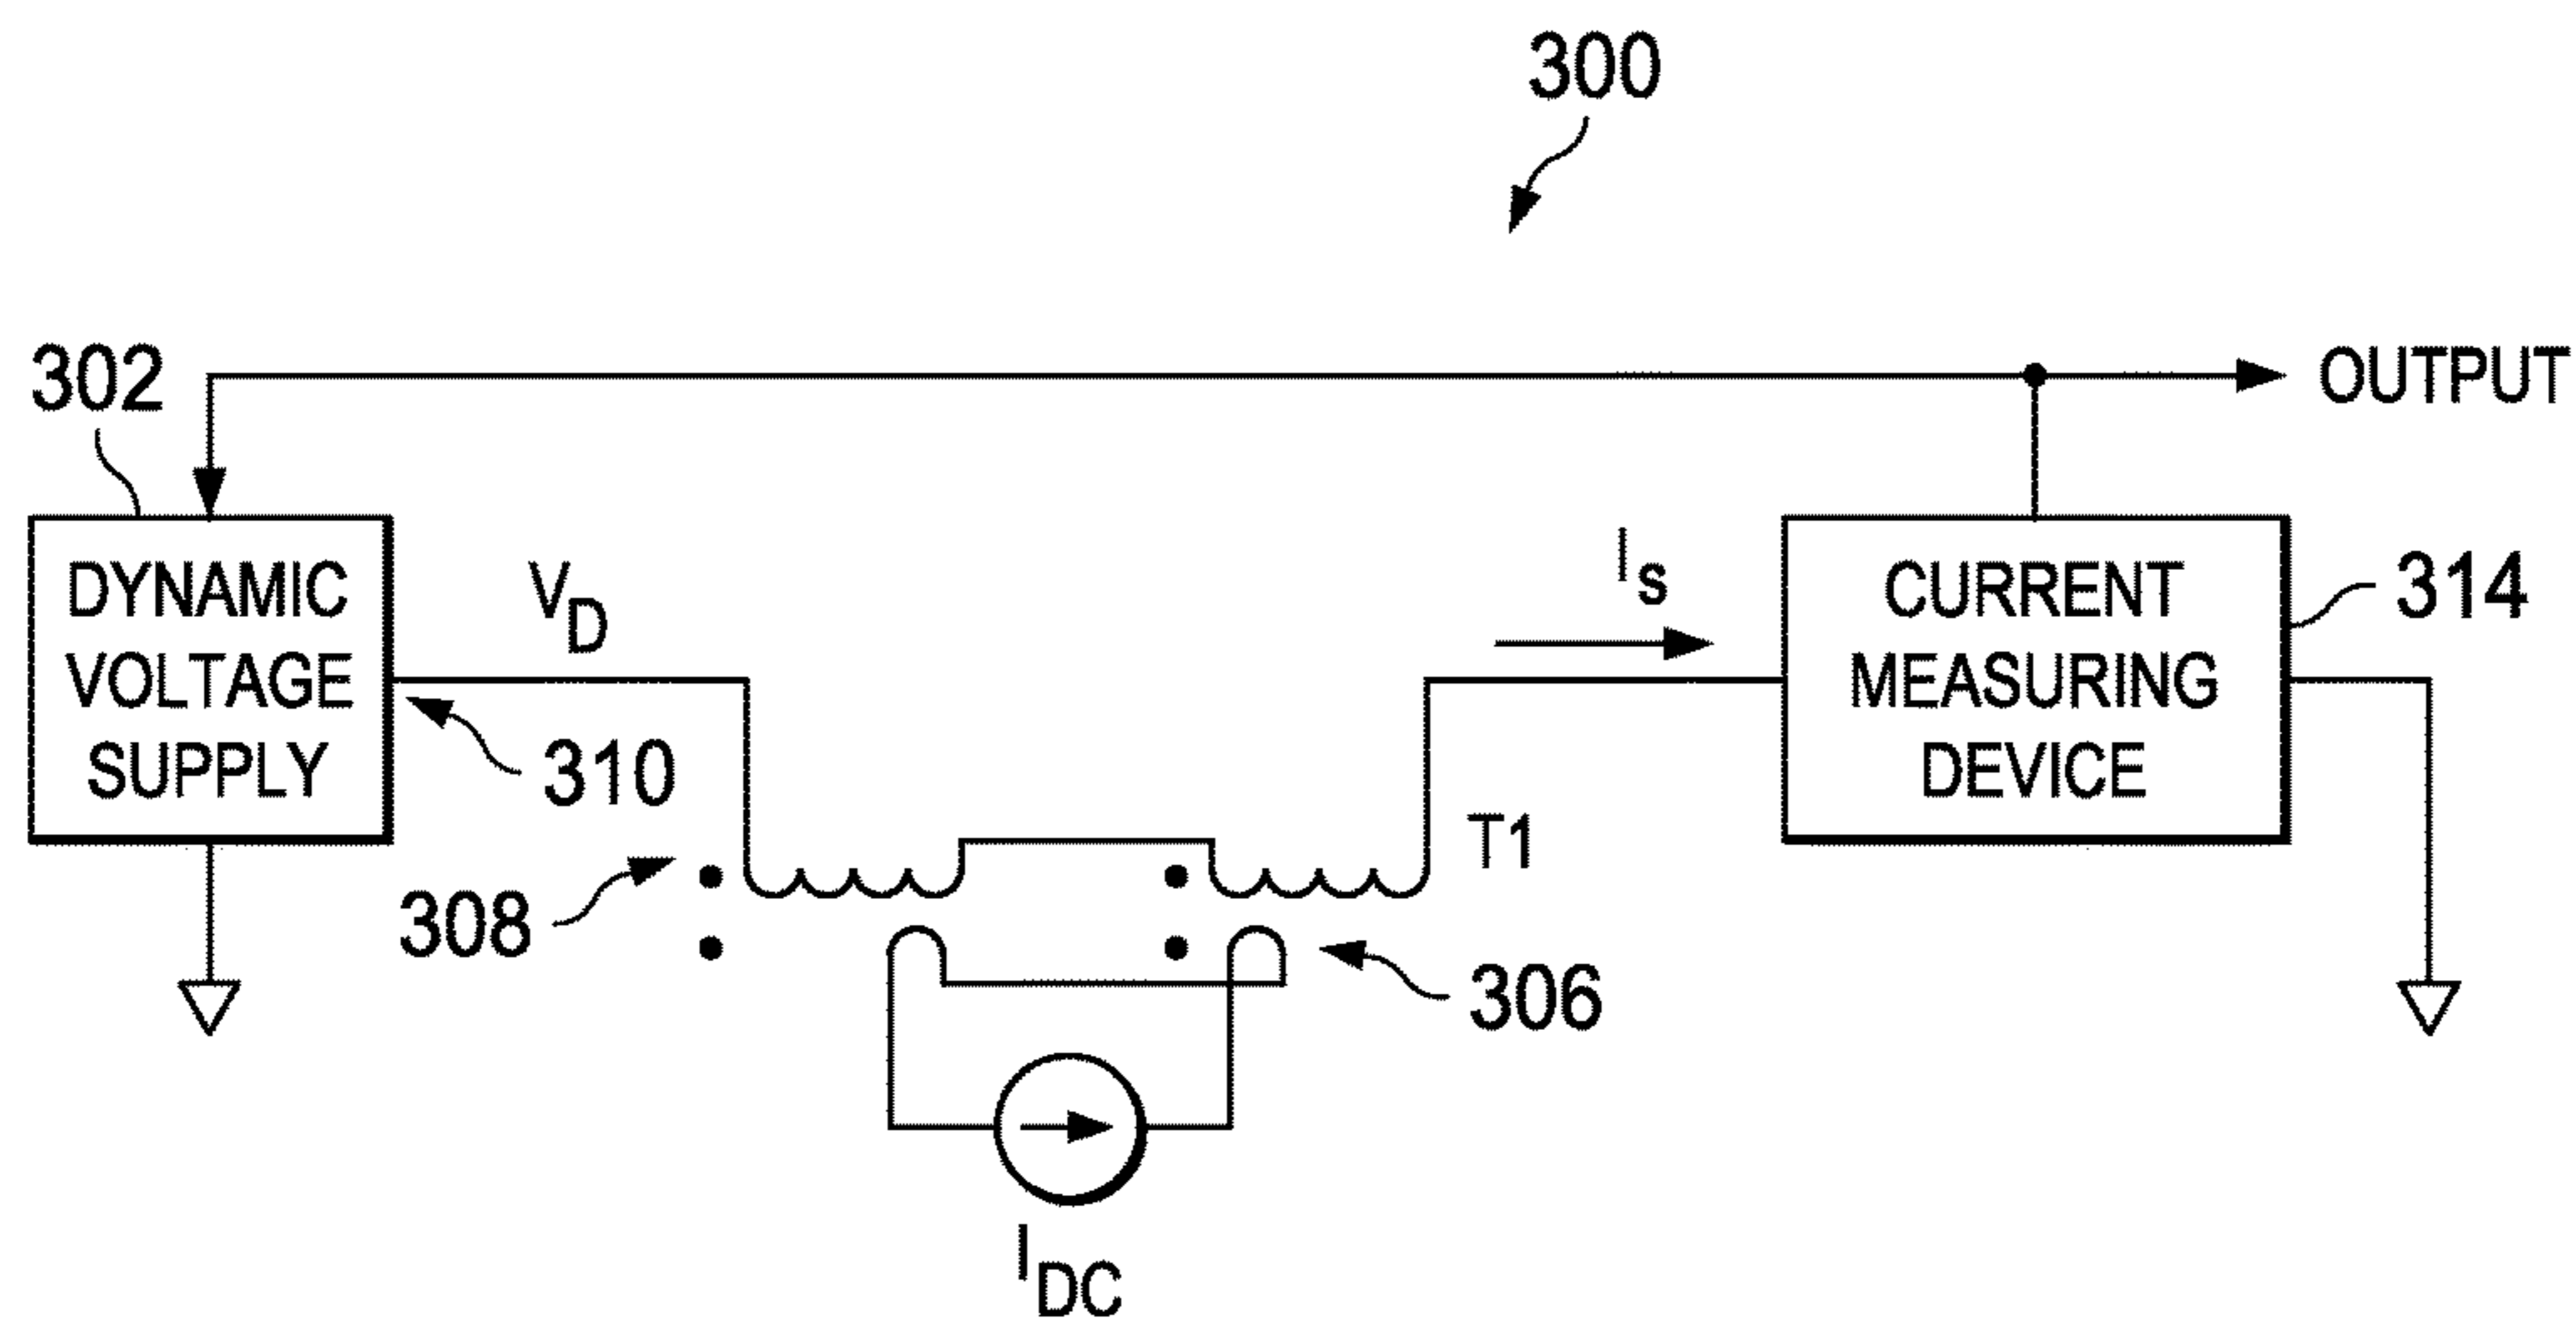 300
302
OUTPUT
DYNAMIC
VOLTAGE
SUPPLY
V_D
310
I_s
CURRENT
MEASURING
DEVICE
314
308
T1
306
I_DC